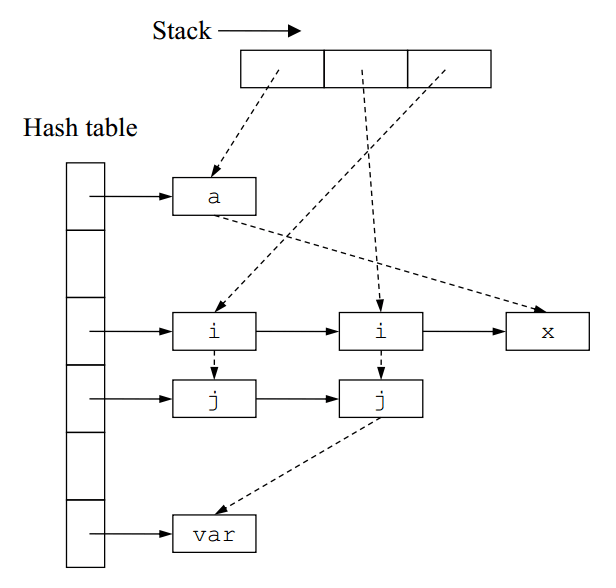 Stack
Hash table
a
i i x
j j
var